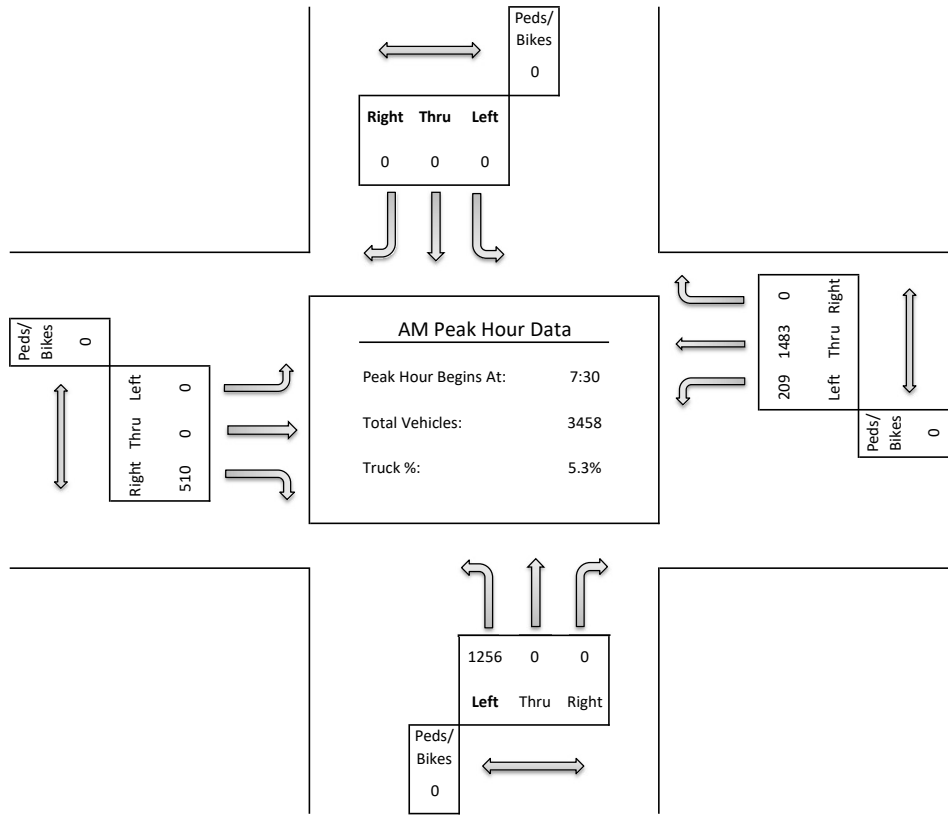 Peds/
Bikes
0
Right Thru Left
0 0 0
AM Peak Hour Data
Peak Hour Begins At: 7:30
Total Vehicles: 3458
Truck %: 5.3%
Peds/
Bikes
0
Left 0
Thru 0
Right 510
0 Right
1483 Thru
209 Left
Peds/
Bikes
0
1256 0 0
Left Thru Right
Peds/
Bikes
0